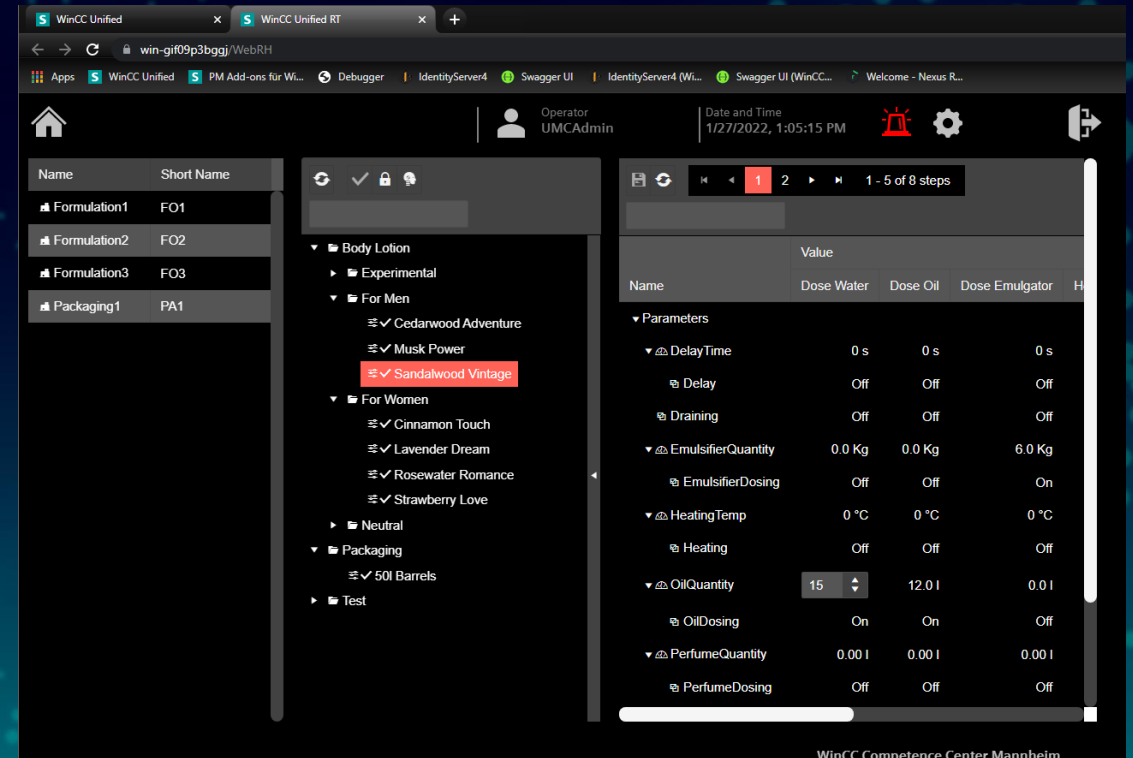 WinCC Unified
WinCC Unified RT
win-gif09p3bggj/WebRH
Apps WinCC Unified PM Add-ons für Wi... Debugger IdentityServer4 Swagger UI IdentityServer4 (Wi... Swagger UI (WinCC... Welcome - Nexus R...
Operator
UMCAdmin
Date and Time
1/27/2022, 1:05:15 PM
Name Short Name
Formulation1 FO1
Formulation2 FO2
Formulation3 FO3
Packaging1 PA1
Body Lotion
Experimental
For Men
Cedarwood Adventure
Musk Power
Sandalwood Vintage
For Women
Cinnamon Touch
Lavender Dream
Rosewater Romance
Strawberry Love
Neutral
Packaging
50l Barrels
Test
1 2 1 - 5 of 8 steps
Value
Name Dose Water Dose Oil Dose Emulgator
Parameters
DelayTime 0 s 0 s 0 s
Delay Off Off Off
Draining Off Off Off
EmulsifierQuantity 0.0 Kg 0.0 Kg 6.0 Kg
EmulsifierDosing Off Off On
HeatingTemp 0 °C 0 °C 0 °C
Heating Off Off Off
OilQuantity 15 12.0 l 0.0 l
OilDosing On On Off
PerfumeQuantity 0.00 l 0.00 l 0.00 l
PerfumeDosing Off Off Off
WinCC Competence Center Mannheim